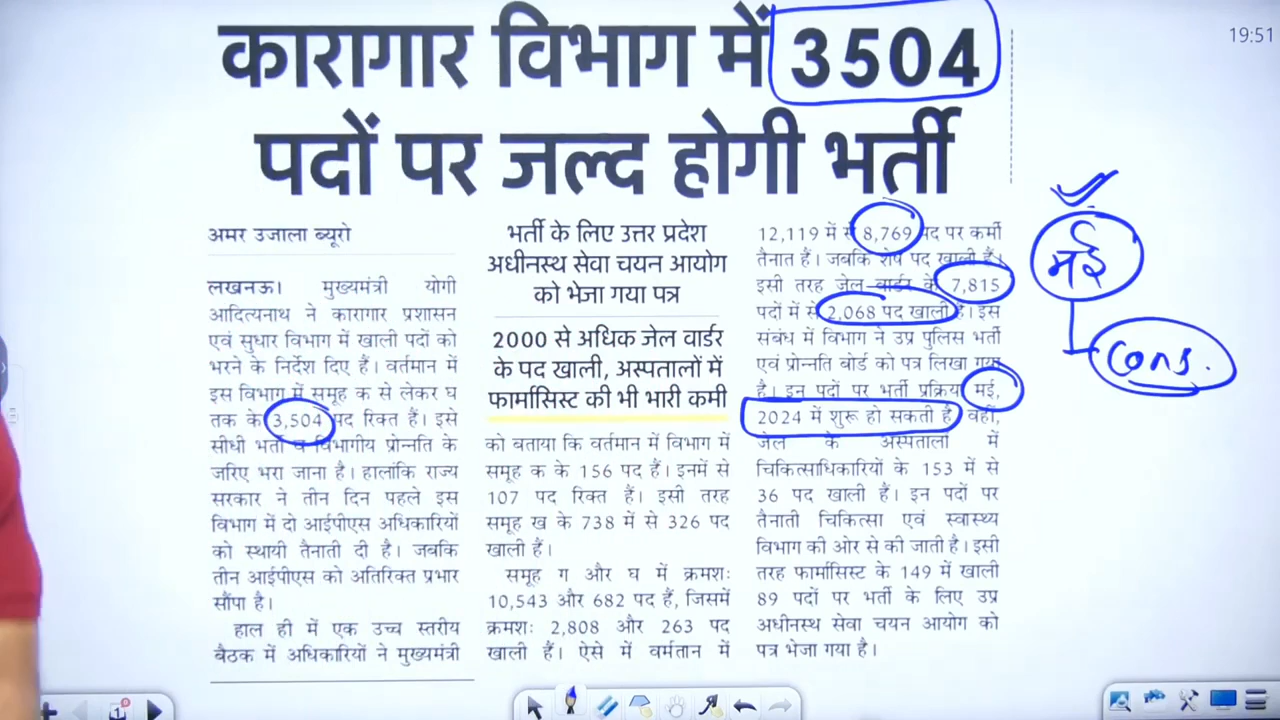 कारागार विभाग में 3504
पदों पर जल्द होगी भर्ती
19:51
अमर उजाला ब्यूरो
लखनऊ। मुख्यमंत्री योगी
आदित्यनाथ ने कारागार प्रशासन
एवं सुधार विभाग में खाली पदों को
भरने के निर्देश दिए हैं। वर्तमान में
इस विभाग में समूह क से लेकर घ
तक के 3,504 पद रिक्त हैं। इसे
सीधी भर्ती व विभागीय प्रोन्नति के
जरिए भरा जाना है। हालांकि राज्य
सरकार ने तीन दिन पहले इस
विभाग में दो आईपीएस अधिकारियों
को स्थायी तैनाती दी है। जबकि
तीन आईपीएस को अतिरिक्त प्रभार
सौंपा है।
हाल ही में एक उच्च स्तरीय
बैठक में अधिकारियों ने मुख्यमंत्री
भर्ती के लिए उत्तर प्रदेश
अधीनस्थ सेवा चयन आयोग
को भेजा गया पत्र
2000 से अधिक जेल वार्डर
के पद खाली, अस्पतालों में
फार्मासिस्ट की भी भारी कमी
को बताया कि वर्तमान में विभाग में
समूह क के 156 पद हैं। इनमें से
107 पद रिक्त हैं। इसी तरह
समूह ख के 738 में से 326 पद
खाली हैं।
समूह ग और घ में क्रमशः
10,543 और 682 पद हैं, जिसमें
क्रमशः 2,808 और 263 पद
खाली हैं। ऐसे में वर्मतान में
12,119 में से 8,769 पद पर कर्मी
तैनात हैं। जबकि शेष पद खाली हैं।
इसी तरह जेल वार्डर के 7,815
पदों में से 2,068 पद खाली है। इस
संबंध में विभाग ने उप्र पुलिस भर्ती
एवं प्रोन्नति बोर्ड को पत्र लिखा गया
है। इन पदों पर भर्ती प्रक्रिया मई,
2024 में शुरू हो सकती है वहीं,
जेल के अस्पतालों में
चिकित्साधिकारियों के 153 में से
36 पद खाली हैं। इन पदों पर
तैनाती चिकित्सा एवं स्वास्थ्य
विभाग की ओर से की जाती है। इसी
तरह फार्मासिस्ट के 149 में खाली
89 पदों पर भर्ती के लिए उप्र
अधीनस्थ सेवा चयन आयोग को
पत्र भेजा गया है।
मई
Cons.